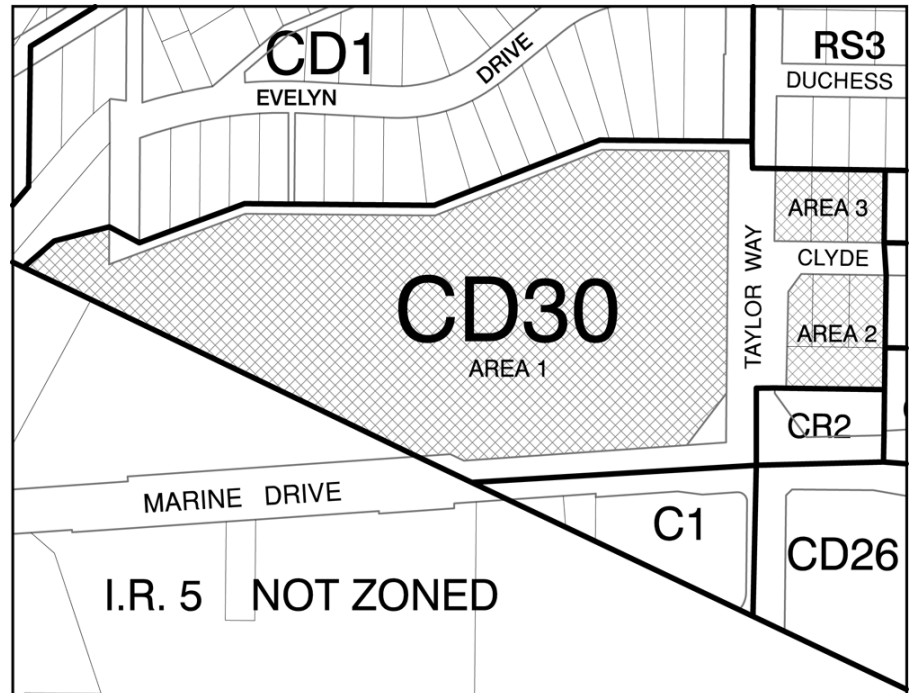 CD1
RS3
DRIVE
DUCHESS
EVELYN
AREA 3
CLYDE
TAYLOR WAY
CD30
AREA 2
AREA 1
CR2
MARINE DRIVE
C1
CD26
I.R. 5 NOT ZONED